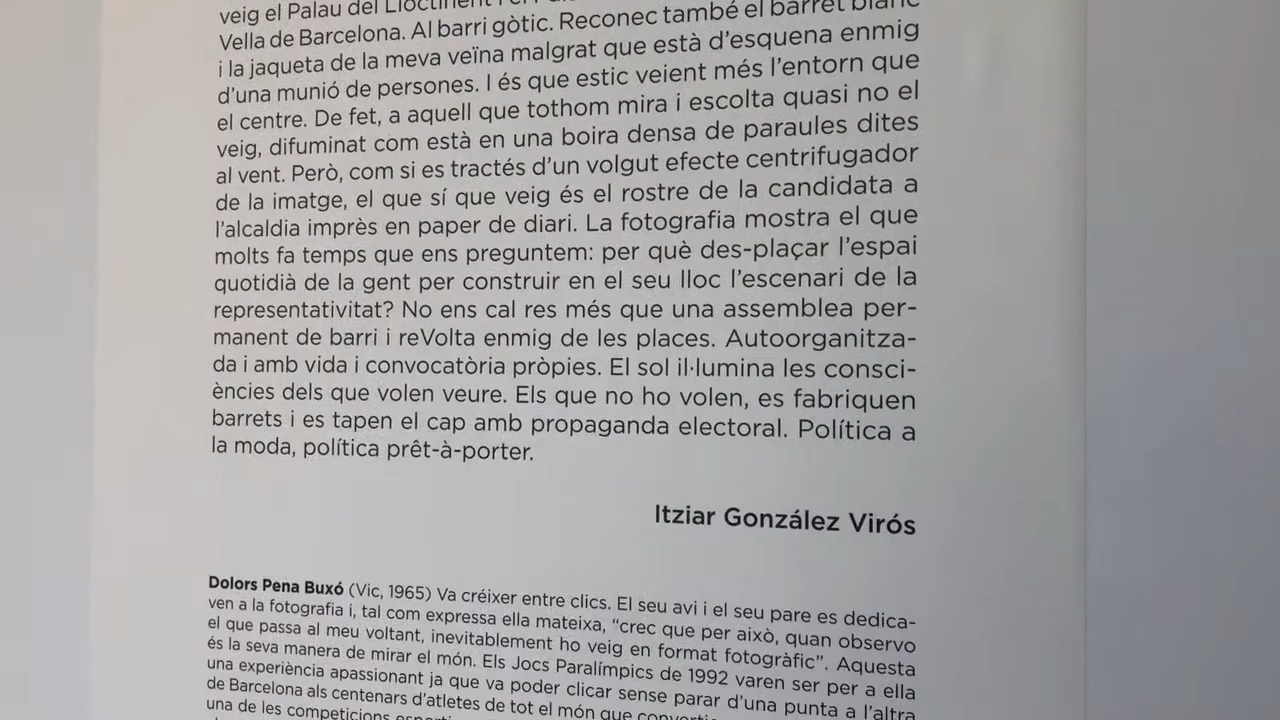 veig el Palau del Lloctinent i
Vella de Barcelona. Al barri gòtic. Reconec també el barret blanc
i la jaqueta de la meva veïna malgrat que està d'esquena enmig
d'una munió de persones. I és que estic veient més l'entorn que
el centre. De fet, a aquell que tothom mira i escolta quasi no el
veig, difuminat com està en una boira densa de paraules dites
al vent. Però, com si es tractés d'un volgut efecte centrifugador
de la imatge, el que sí que veig és el rostre de la candidata a
l'alcaldia imprès en paper de diari. La fotografia mostra el que
molts fa temps que ens preguntem: per què des-plaçar l'espai
quotidià de la gent per construir en el seu lloc l'escenari de la
representativitat? No ens cal res més que una assemblea per-
manent de barri i reVolta enmig de les places. Autoorganitza-
da i amb vida i convocatòria pròpies. El sol il·lumina les consci-
ències dels que volen veure. Els que no ho volen, es fabriquen
barrets i es tapen el cap amb propaganda electoral. Política a
la moda, política prêt-à-porter.
Itziar González Virós
Dolors Pena Buxó (Vic, 1965) Va créixer entre clics. El seu avi i el seu pare es dedica-
ven a la fotografia i, tal com expressa ella mateixa, "crec que per això, quan observo
el que passa al meu voltant, inevitablement ho veig en format fotogràfic". Aquesta
és la seva manera de mirar el món. Els Jocs Paralímpics de 1992 varen ser per a ella
una experiència apassionant ja que va poder clicar sense parar d'una punta a l'altra
de Barcelona als centenars d'atletes de tot el món que
una de les competicions